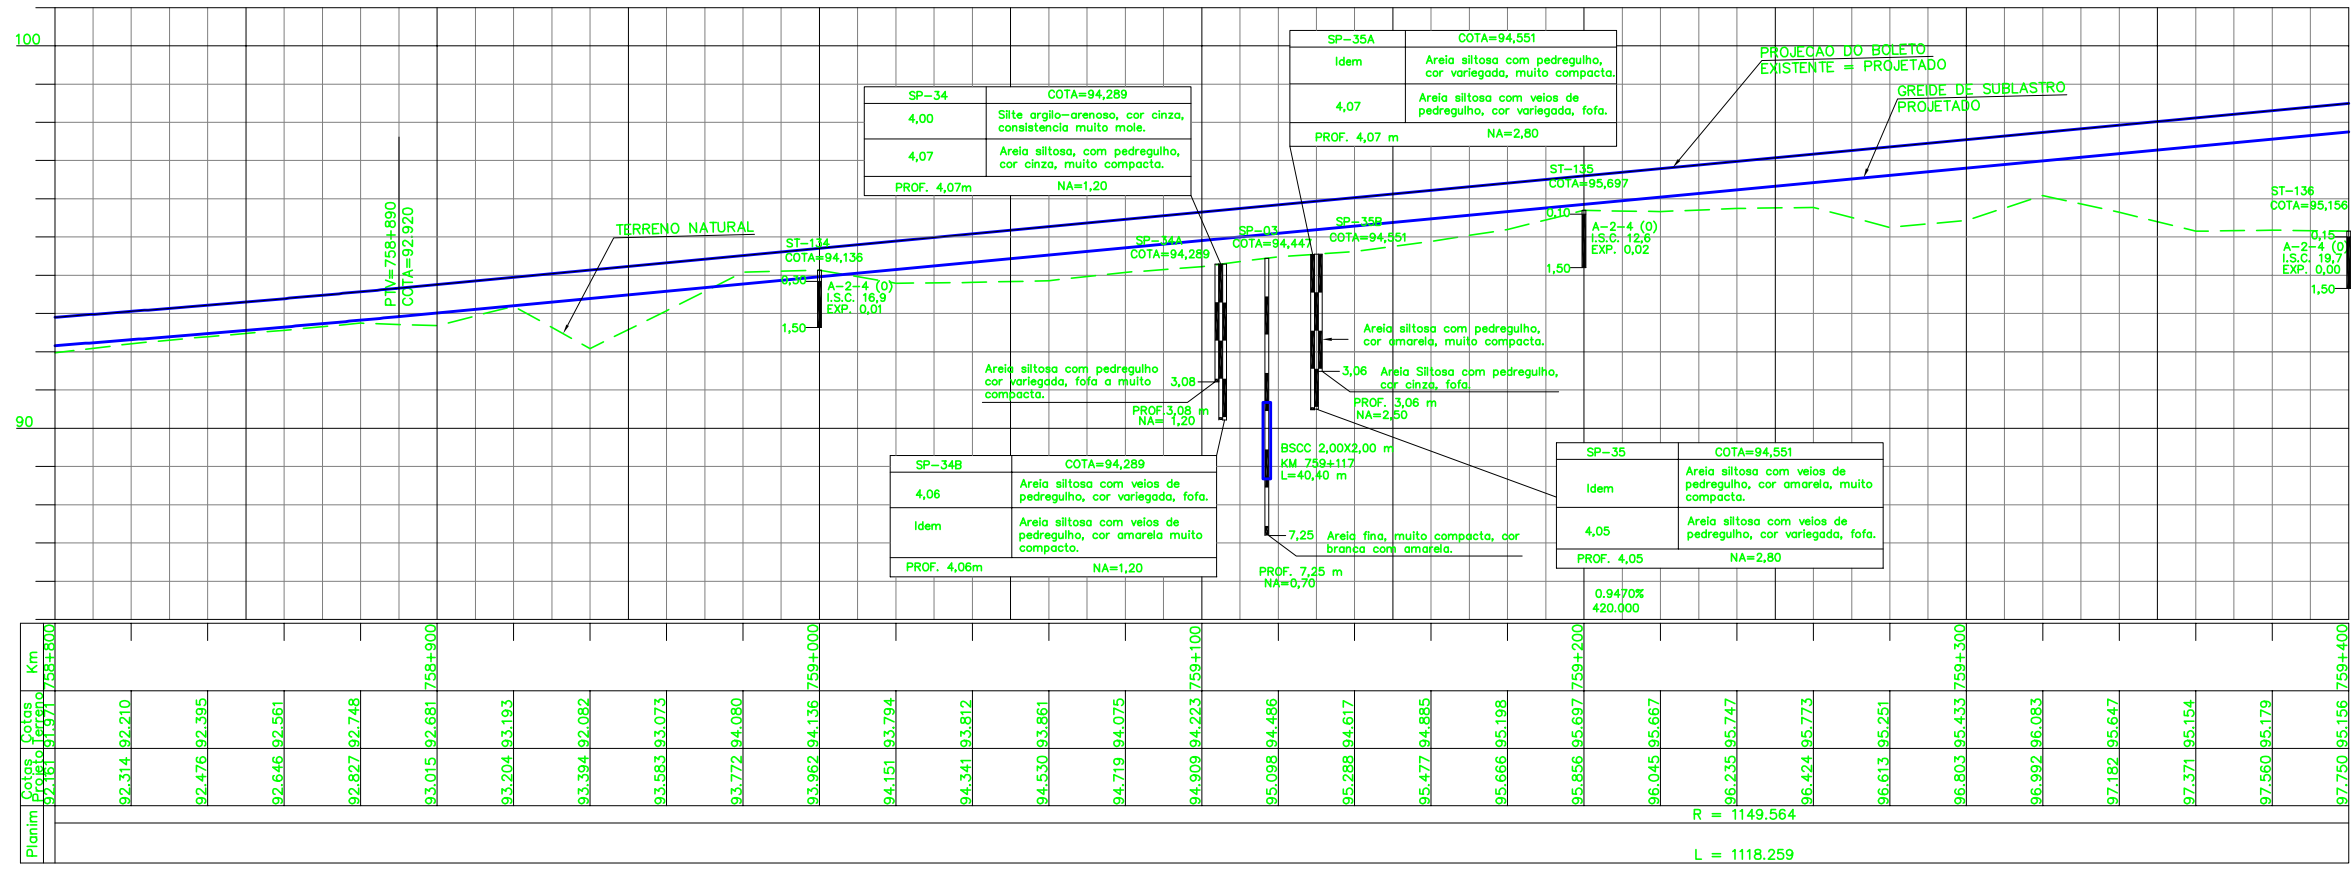 100
90
PTV=758+890
COTA=92.920
TERRENO NATURAL
ST-134
COTA=94,136
0,30
A-2-4 (0)
I.S.C. 16,9
EXP. 0,01
1,50
SP-34
COTA=94,289
4,00
Silte argilo-arenoso, cor cinza,
consistencia muito mole.
4,07
Areia siltosa, com pedregulho,
cor cinza, muito compacta.
PROF. 4,07m
NA=1,20
SP-34A
COTA=94,289
Areia siltosa com pedregulho
cor variegada, fofa a muito
compacta.
3,08
PROF.3,08 m
NA= 1,20
SP-34B
COTA=94,289
4,06
Areia siltosa com veios de
pedregulho, cor variegada, fofa.
Idem
Areia siltosa com veios de
pedregulho, cor amarela muito
compacta.
PROF. 4,06m
NA=1,20
SP-03
COTA=94,447
BSCC 2,00X2,00 m
KM 759+117
L=40,40 m
7,25
Areia fina, muito compacta, cor
branca com amarela.
PROF. 7,25 m
NA=0,70
SP-35A
COTA=94,551
Idem
Areia siltosa com pedregulho,
cor variegada, muito compacta.
4,07
Areia siltosa com veios de
pedregulho, cor variegada, fofa.
PROF. 4,07 m
NA=2,80
SP-35B
COTA=94,551
Areia siltosa com pedregulho,
cor amarela, muito compacta.
3,06
Areia Siltosa com pedregulho,
cor cinza, fofa.
PROF. 3,06 m
NA=2,50
SP-35
COTA=94,551
Idem
Areia siltosa com veios de
pedregulho, cor amarela, muito
compacta.
4,05
Areia siltosa com veios de
pedregulho, cor variegada, fofa.
PROF. 4,05
NA=2,80
ST-135
COTA=95,697
0,10
A-2-4 (0)
I.S.C. 12,6
EXP. 0,02
1,50
PROJECAO DO BOLETO
EXISTENTE = PROJETADO
GREIDE DE SUBLASTRO
PROJETADO
ST-136
COTA=95,156
0,15
A-2-4 (0)
I.S.C. 19,7
EXP. 0,00
1,50
0.9470%
420.000
Km
758+800
758+900
759+000
759+100
759+200
759+300
759+400
Cotas
Terreno
91.971
92.210
92.395
92.561
92.748
92.681
93.193
92.082
93.073
94.080
94.136
93.794
93.812
93.861
94.075
94.223
94.486
94.617
94.885
95.198
95.697
95.667
95.747
95.773
95.251
95.433
96.083
95.647
95.154
95.179
95.156
Cotas
Projeto
92.161
92.314
92.476
92.646
92.827
93.015
93.204
93.394
93.583
93.772
93.962
94.151
94.341
94.530
94.719
94.909
95.098
95.288
95.477
95.666
95.856
96.045
96.235
96.424
96.613
96.803
96.992
97.182
97.371
97.560
97.750
Planim
R = 1149.564
L = 1118.259